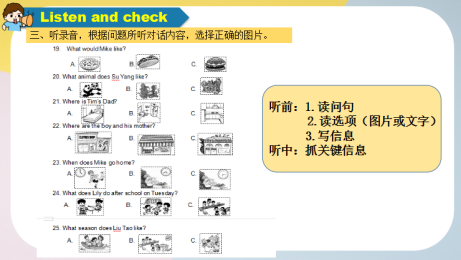 Listen and check
三、听录音，根据问题所听对话内容，选择正确的图片。
19. What would Mike like?
A. B. C.
20. What animal does Su Yang like?
A. B. C.
21. Where is Tim's Dad?
A. B. C.
22. Where are the boy and his mother?
A. B. C.
23. When does Mike go home?
A. B. C.
24. What does Lily do after school on Tuesday?
A. B. C.
25. What season does Liu Tao like?
A. B. C.
听前：1.读问句
2.读选项（图片或文字）
3.写信息
听中：抓关键信息